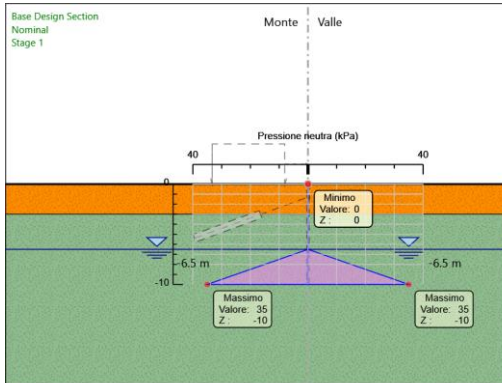 Base Design Section
Nominal
Stage 1
Monte
Valle
Pressione neutra (kPa)
40
40
0
Minimo
Valore: 0
Z : 0
-6.5 m
-6.5 m
-10
Massimo
Valore: 35
Z : -10
Massimo
Valore: 35
Z : -10